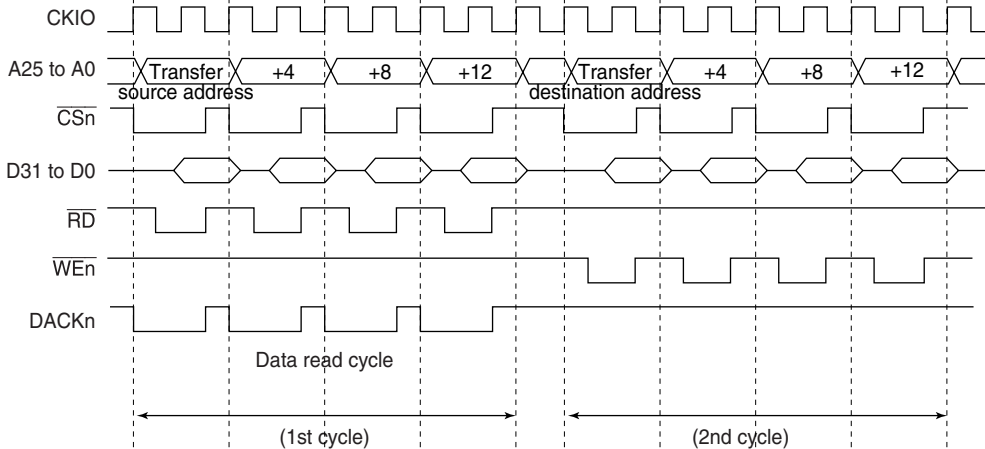 CKIO
A25 to A0 Transfer +4 +8 +12 Transfer +4 +8 +12
source address destination address
CSn
D31 to D0
RD
WEn
DACKn
Data read cycle
(1st cycle) (2nd cycle)